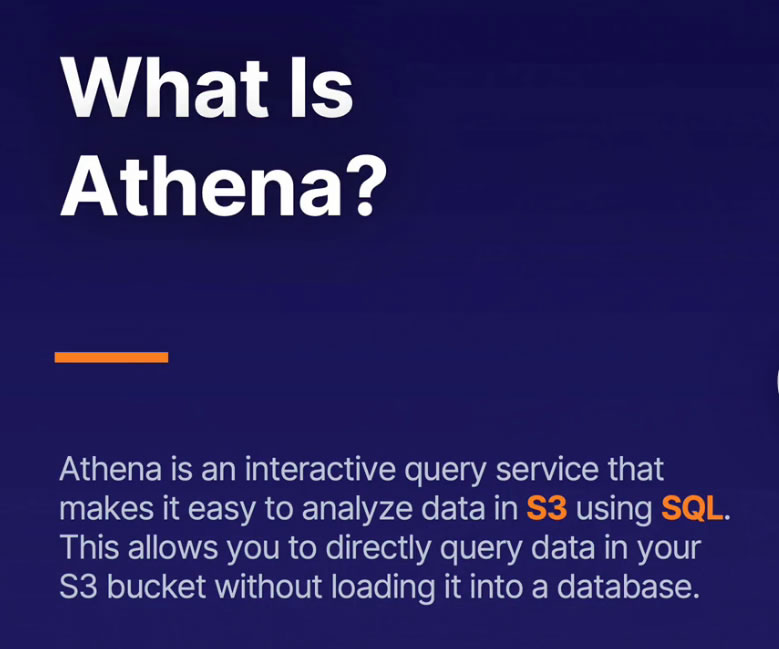 What Is
Athena?
Athena is an interactive query service that
makes it easy to analyze data in S3 using SQL.
This allows you to directly query data in your
S3 bucket without loading it into a database.